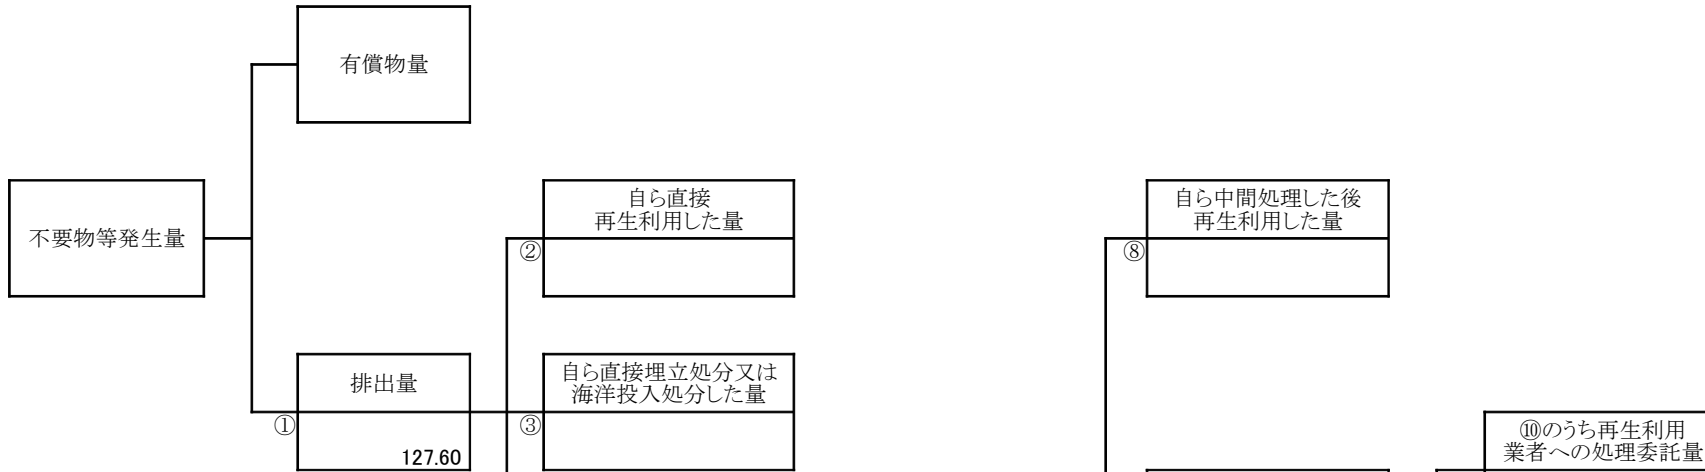 有償物量
不要物等発生量
自ら直接
再生利用した量
②
自ら中間処理した後
再生利用した量
⑧
排出量
①
127.60
自ら直接埋立処分又は
海洋投入処分した量
③
⑩のうち再生利用
業者への処理委託量